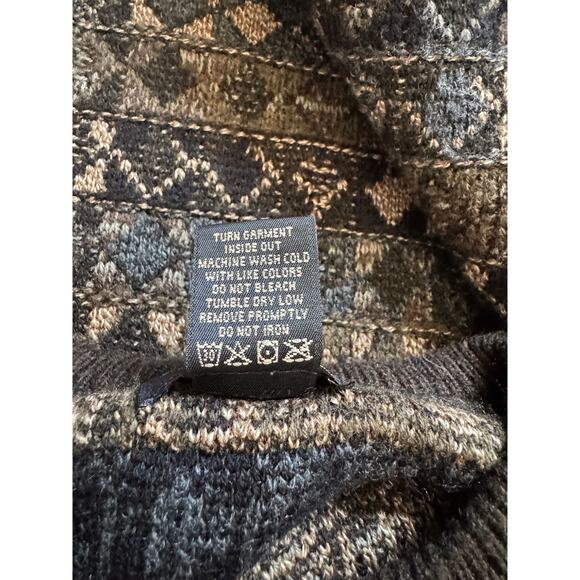 TURN GARMENT
INSIDE OUT
MACHINE WASH COLD
WITH LIKE COLORS
DO NOT BLEACH
TUMBLE DRY LOW
REMOVE PROMPTLY
DO NOT IRON
30